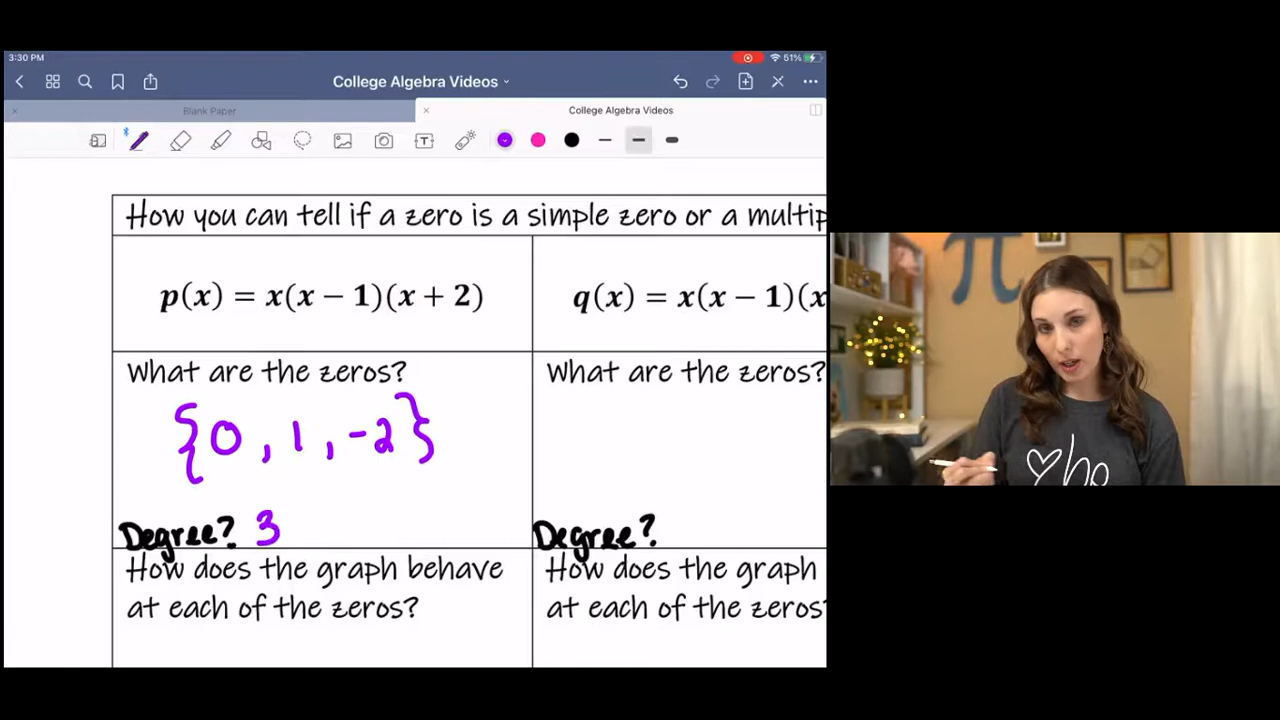 3:30 PM
51%
College Algebra Videos
Blank Paper
College Algebra Videos
T
How you can tell if a zero is a simple zero or a multip
p(x) = x(x − 1)(x + 2)
q(x) = x(x − 1)(x
What are the zeros?
What are the zeros?
{0, 1, -2}
Degree? 3
Degree?
How does the graph behave
at each of the zeros?
How does the graph
at each of the zeros?
π